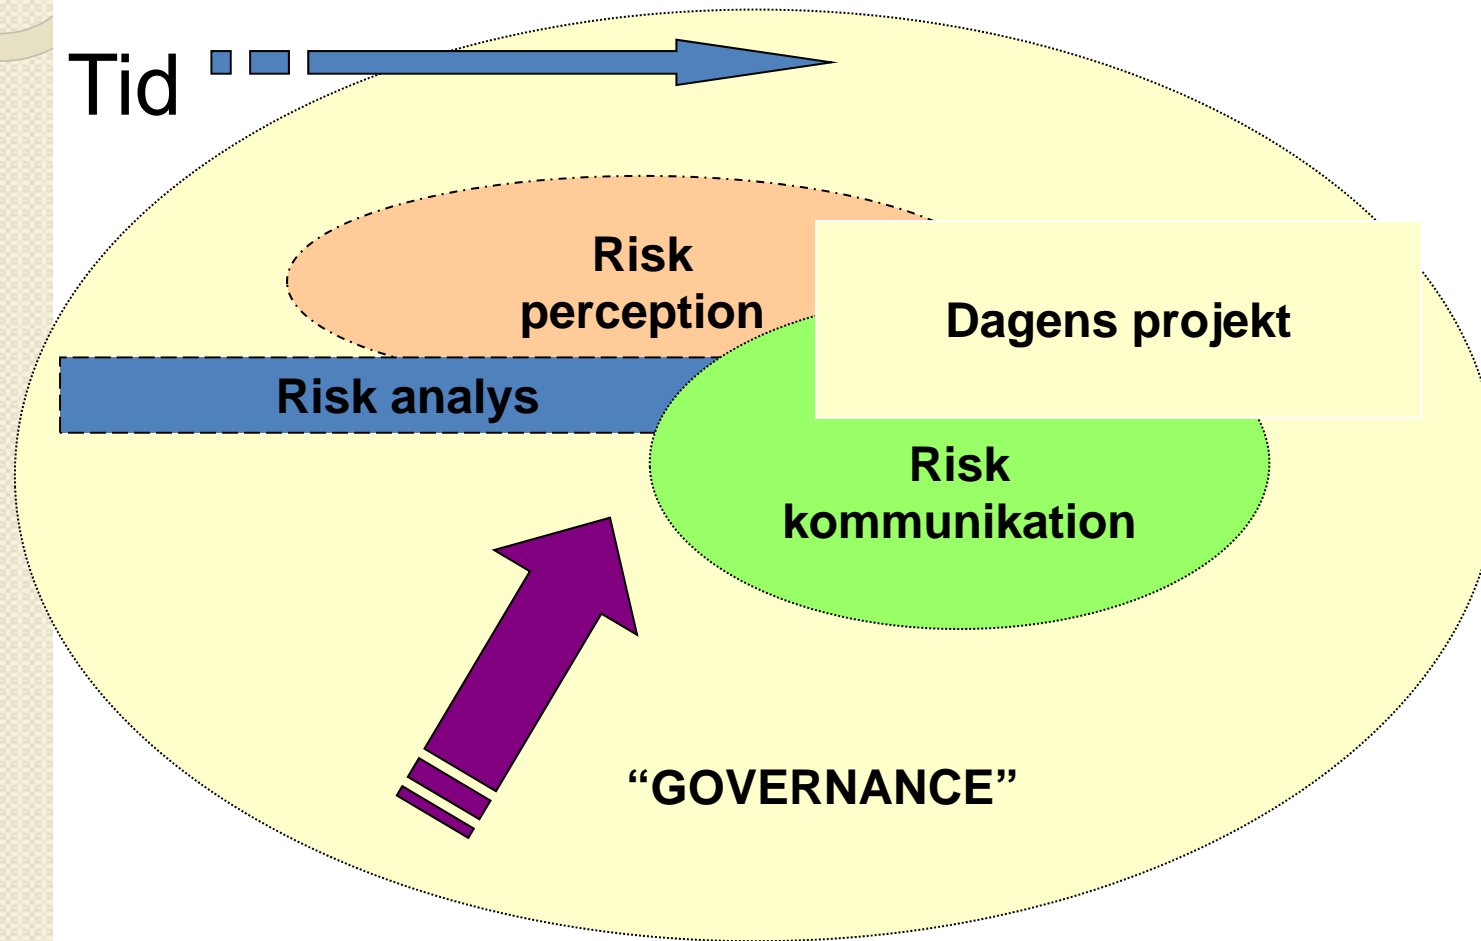 Tid
Risk
perception
Dagens projekt
Risk analys
Risk
kommunikation
“GOVERNANCE”